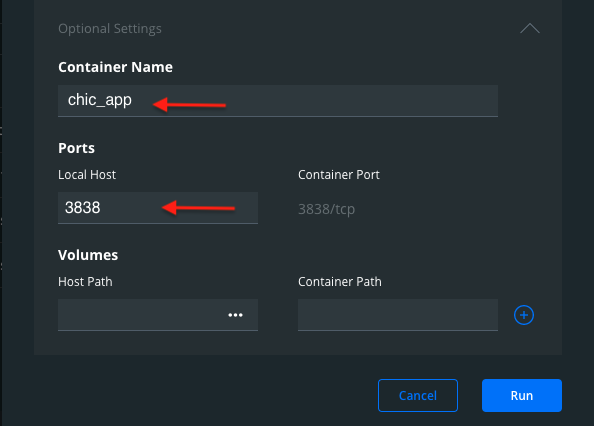 Optional Settings
Container Name
chic_app
Ports
Local Host Container Port
3838 3838/tcp
Volumes
Host Path Container Path
...
Cancel Run